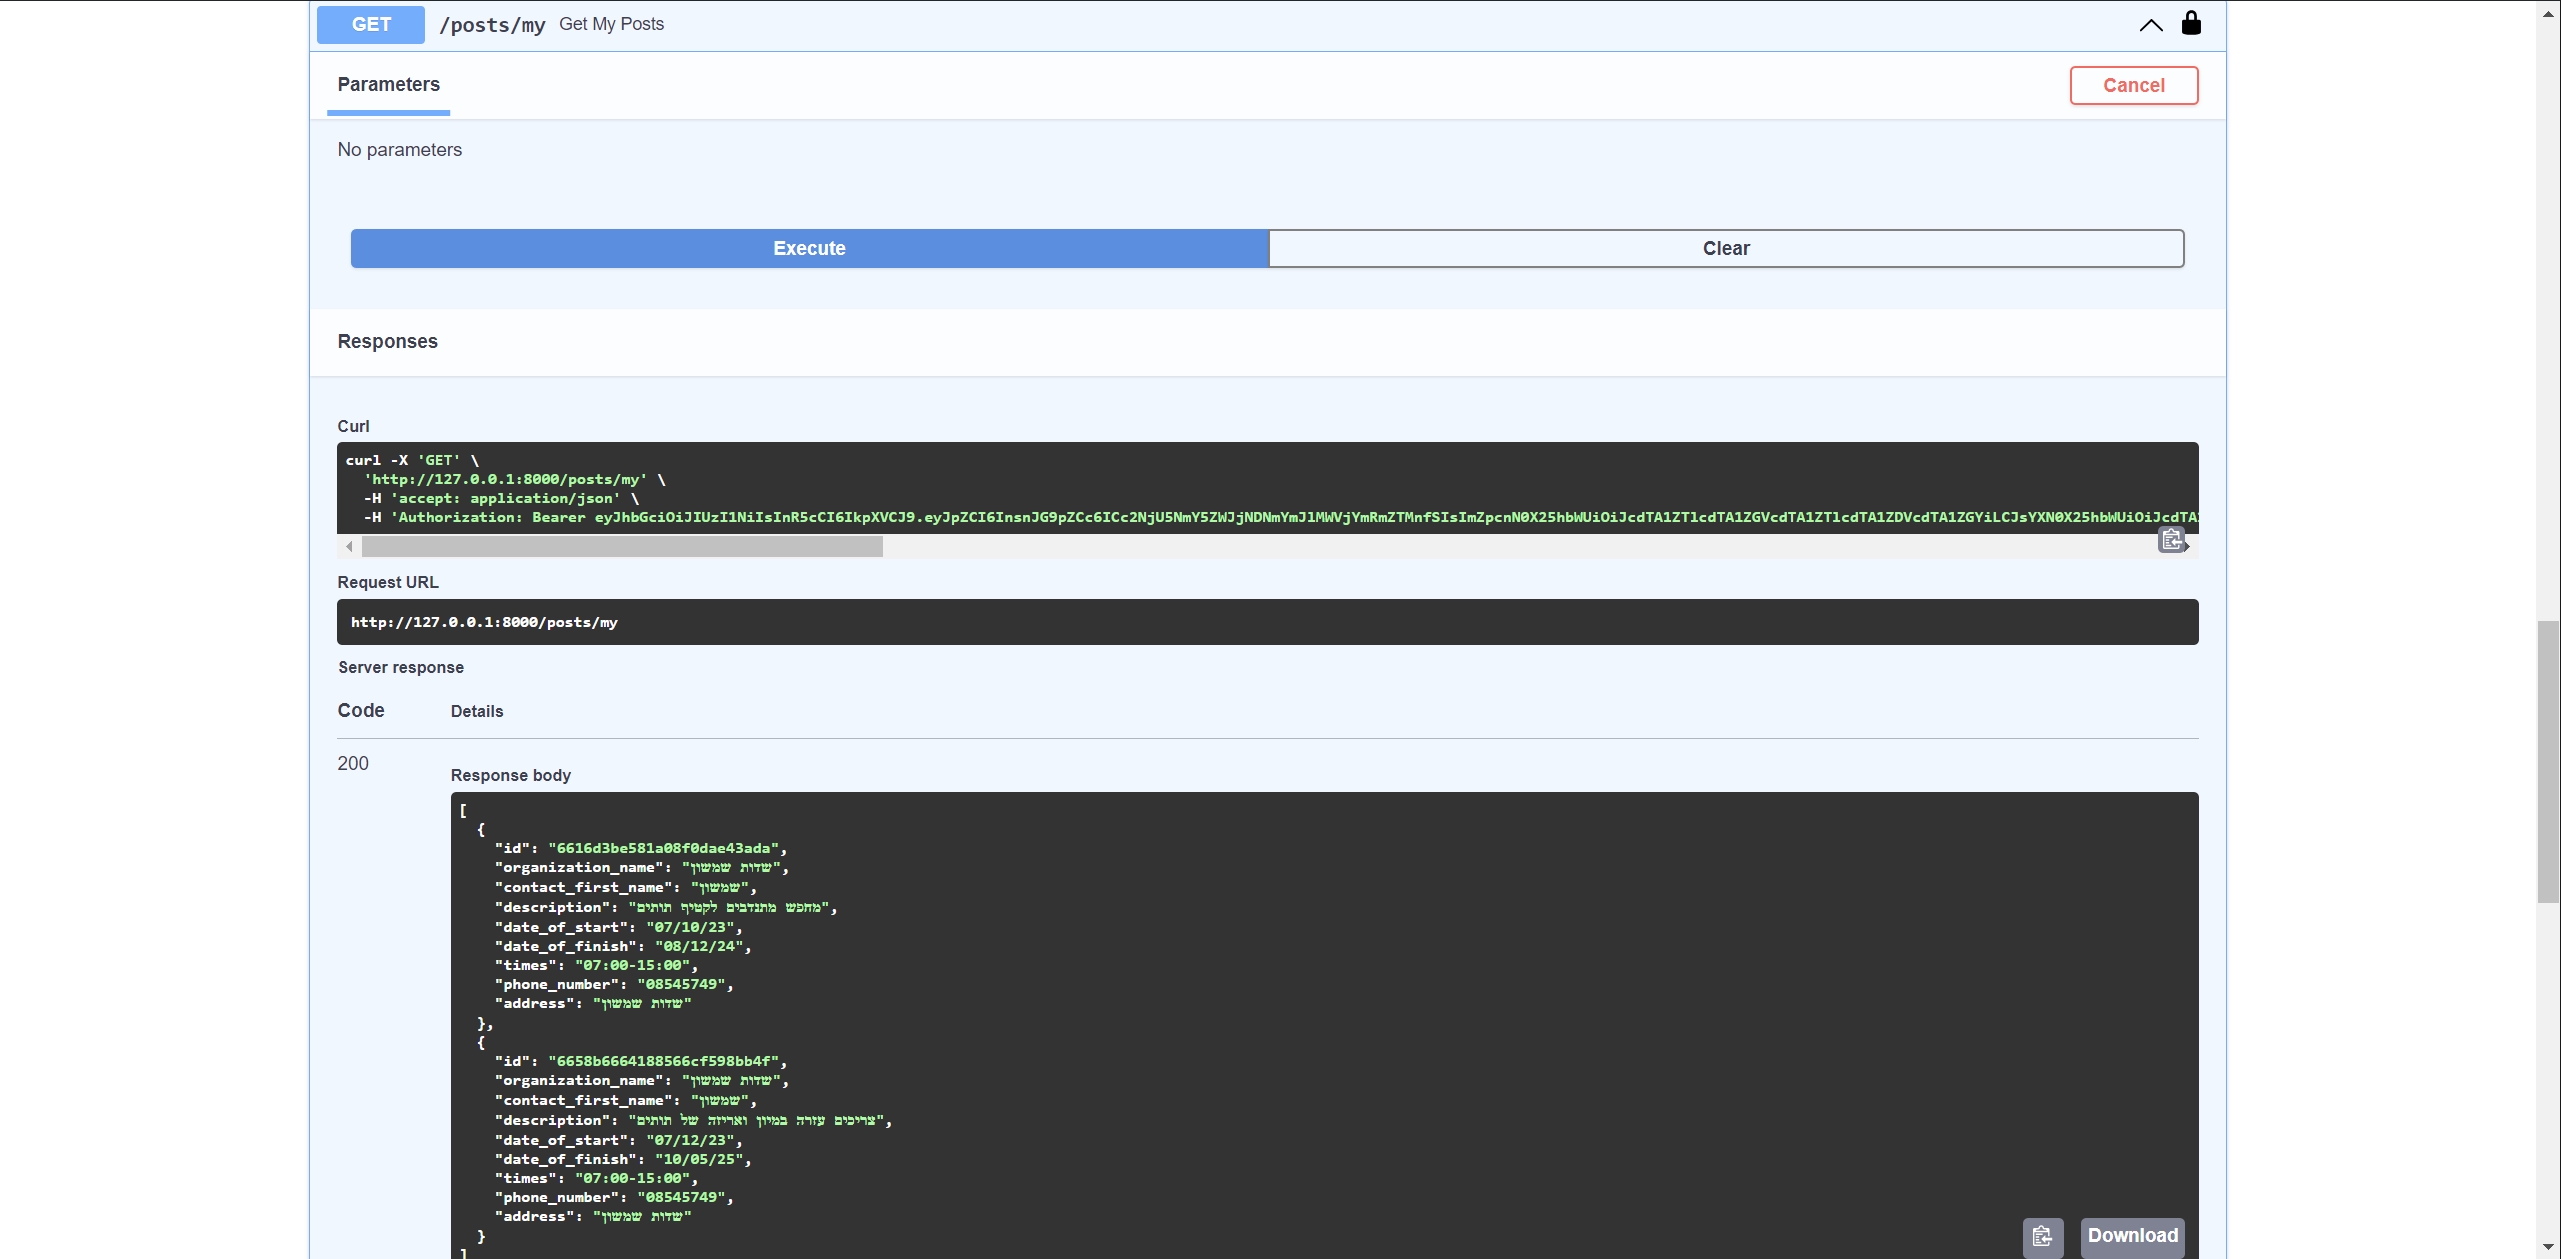 GET /posts/my Get My Posts
Parameters
Cancel
No parameters
Execute
Clear
Responses
Curl
curl -X 'GET' \
'http://127.0.0.1:8000/posts/my' \
-H 'accept: application/json' \
-H 'Authorization: Bearer eyJhbGciOiJIUzI1NiIsInR5cCI6IkpXVCJ9.eyJpZCI6InsnJG9pZCc6ICc2NjU5NmY5ZWJjNDNmYmJ1MWVjYmRmZTMnfSIsImZpcnN0X25hbWUiOiJcdTA1ZTlcdTA1ZGVcdTA1ZTlcdTA1ZDVcdTA1ZGYiLCJsYXN0X25hbWUiOiJcdTA
Request URL
http://127.0.0.1:8000/posts/my
Server response
Code Details
200
Response body
[
{
"id": "6616d3be581a08f0dae43ada",
"organization_name": "שדות שמשון",
"contact_first_name": "שמשון",
"description": "מחפש מתנדבים לקטיף תותים",
"date_of_start": "07/10/23",
"date_of_finish": "08/12/24",
"times": "07:00-15:00",
"phone_number": "08545749",
"address": "שדות שמשון"
},
{
"id": "6658b6664188566cf598bb4f",
"organization_name": "שדות שמשון",
"contact_first_name": "שמשון",
"description": "צריכים עזרה במיון ואריזה של תותים",
"date_of_start": "07/12/23",
"date_of_finish": "10/05/25",
"times": "07:00-15:00",
"phone_number": "08545749",
"address": "שדות שמשון"
}
]
Download